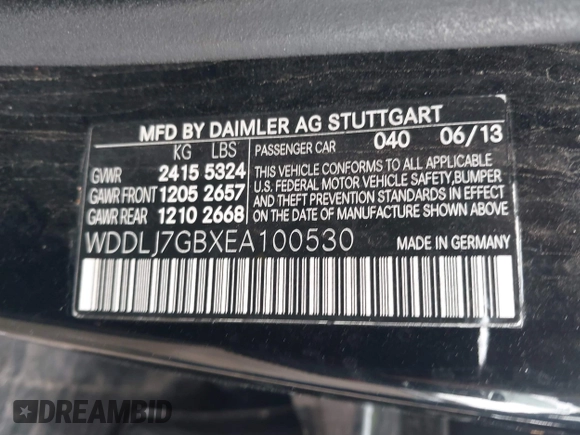 MFD BY DAIMLER AG STUTTGART
KG LBS PASSENGER CAR 040 06/13
GVWR 2415 5324
GAWR FRONT 1205 2657
GAWR REAR 1210 2668
THIS VEHICLE CONFORMS TO ALL APPLICABLE
U.S. FEDERAL MOTOR VEHICLE SAFETY,BUMPER
AND THEFT PREVENTION STANDARDS IN EFFECT ON
THE DATE OF MANUFACTURE SHOWN ABOVE.
WDDLJ7GBXEA100530 MADE IN GERMANY
DREAMBID